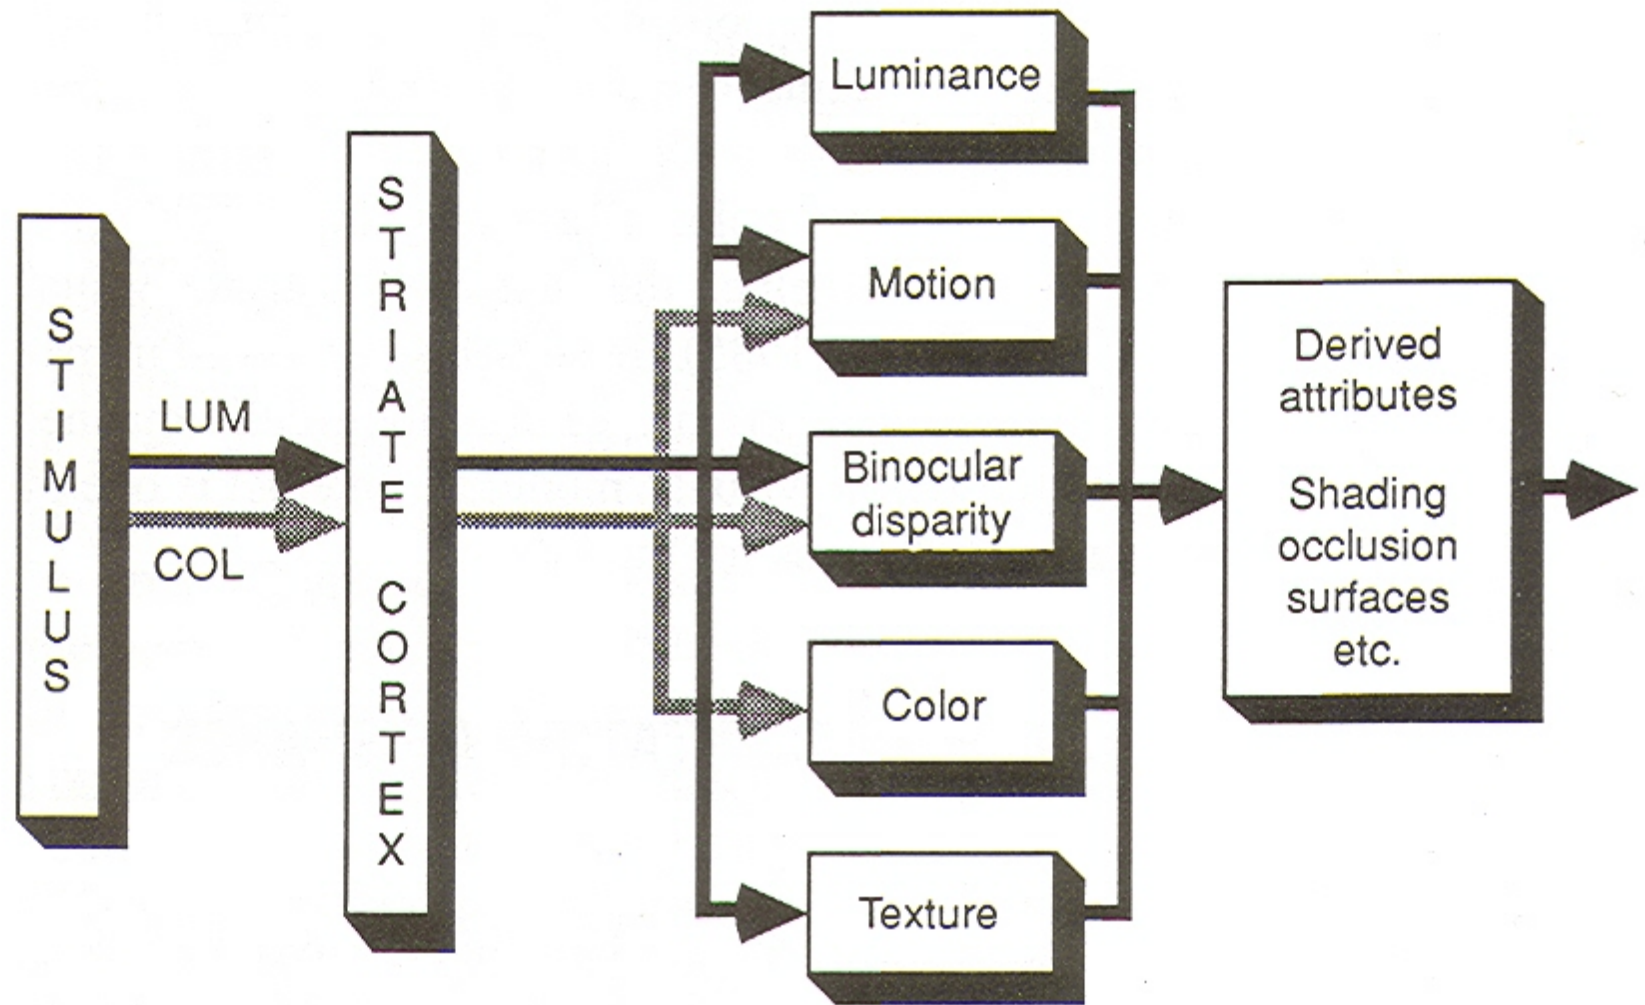 STIMULUS
LUM
COL
STRIATE CORTEX
Luminance
Motion
Binocular
disparity
Color
Texture
Derived
attributes
Shading
occlusion
surfaces
etc.